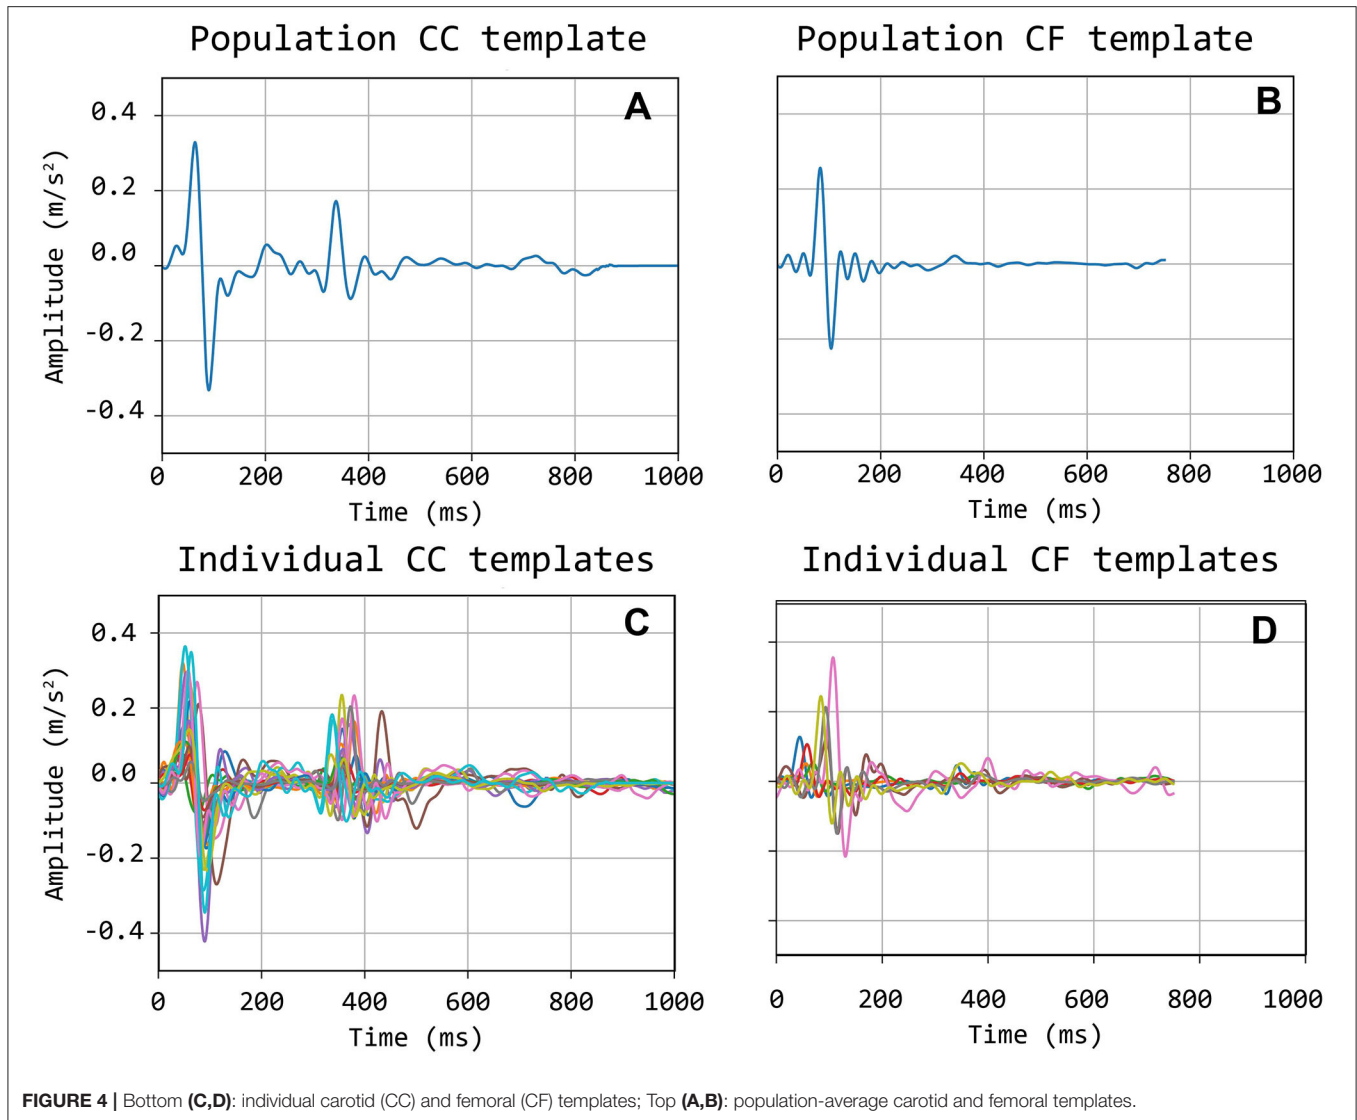 Population CC template
Population CF template
A
B
0.4
0.2
0.0
-0.2
-0.4
Amplitude (m/s²)
0 200 400 600 800 1000
Time (ms)
0 200 400 600 800 1000
Time (ms)
Individual CC templates
Individual CF templates
C
D
0.4
0.2
0.0
-0.2
-0.4
Amplitude (m/s²)
0 200 400 600 800 1000
Time (ms)
0 200 400 600 800 1000
Time (ms)
FIGURE 4 | Bottom (C,D): individual carotid (CC) and femoral (CF) templates; Top (A,B): population-average carotid and femoral templates.